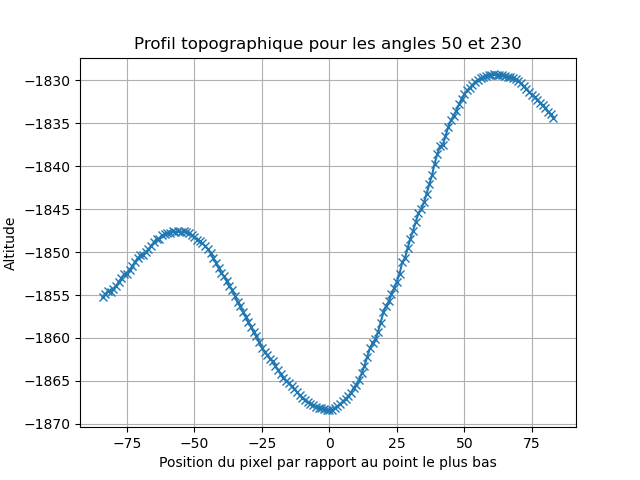 Profil topographique pour les angles 50 et 230
Altitude
−1830
−1835
−1840
−1845
−1850
−1855
−1860
−1865
−1870
−75 −50 −25 0 25 50 75
Position du pixel par rapport au point le plus bas